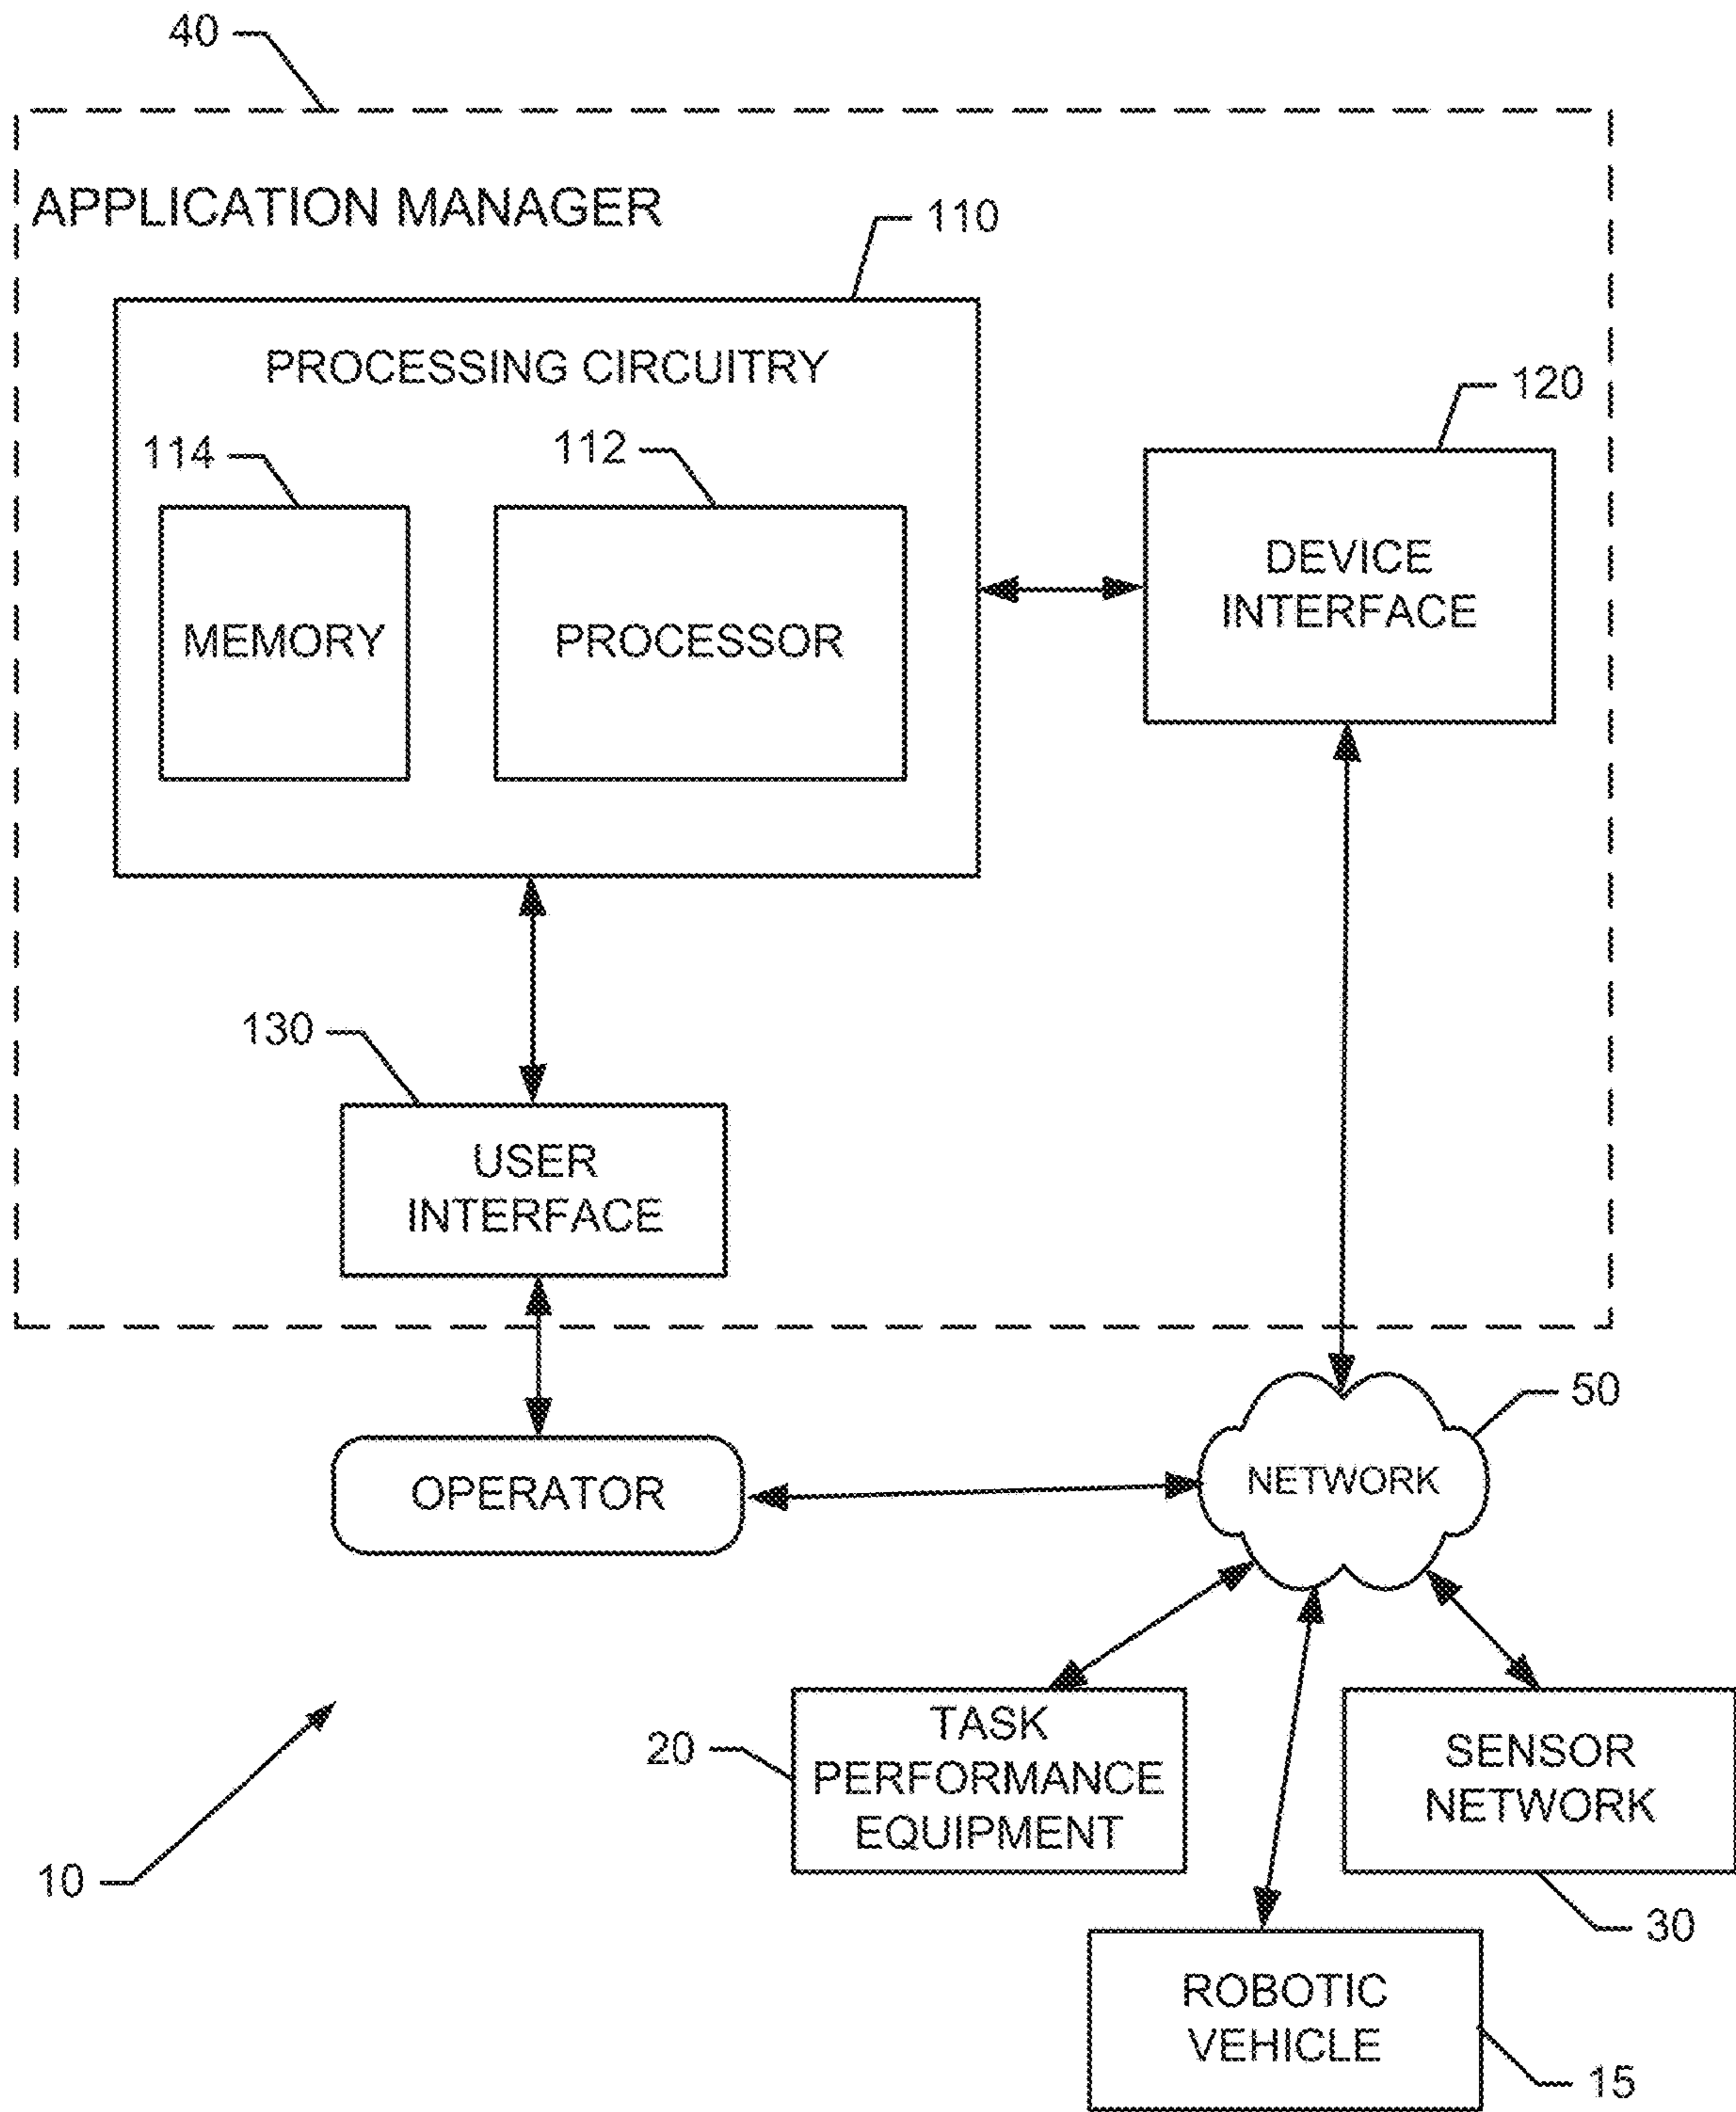 40
APPLICATION MANAGER
110
PROCESSING CIRCUITRY
120
114
112
DEVICE
INTERFACE
MEMORY
PROCESSOR
130
USER
INTERFACE
50
NETWORK
OPERATOR
20
TASK
PERFORMANCE
EQUIPMENT
SENSOR
NETWORK
10
30
ROBOTIC
VEHICLE
15